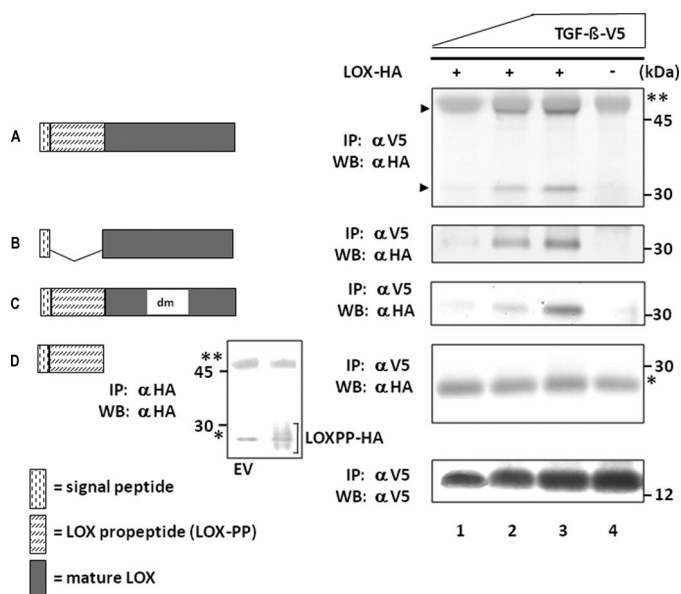 TGF-ß-V5
LOX-HA + + + - (kDa)
**
45
A
IP: αV5
WB: αHA
30
B
IP: αV5
WB: αHA
30
C
dm
IP: αV5
WB: αHA
30
D
**
45
IP: αHA
WB: αHA
30
*
LOXPP-HA
EV
IP: αV5
WB: αHA
30
*
IP: αV5
WB: αV5
12
1 2 3 4
= signal peptide
= LOX propeptide (LOX-PP)
= mature LOX